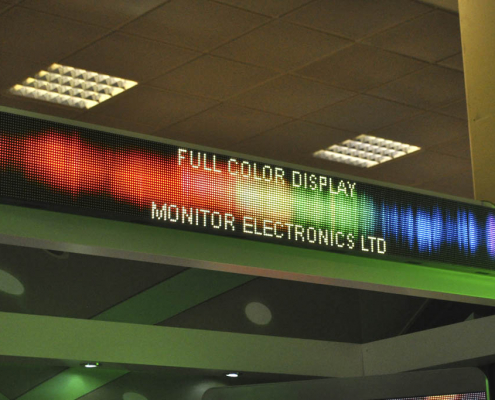 FULL COLOR DISPLAY
MONITOR ELECTRONICS LTD